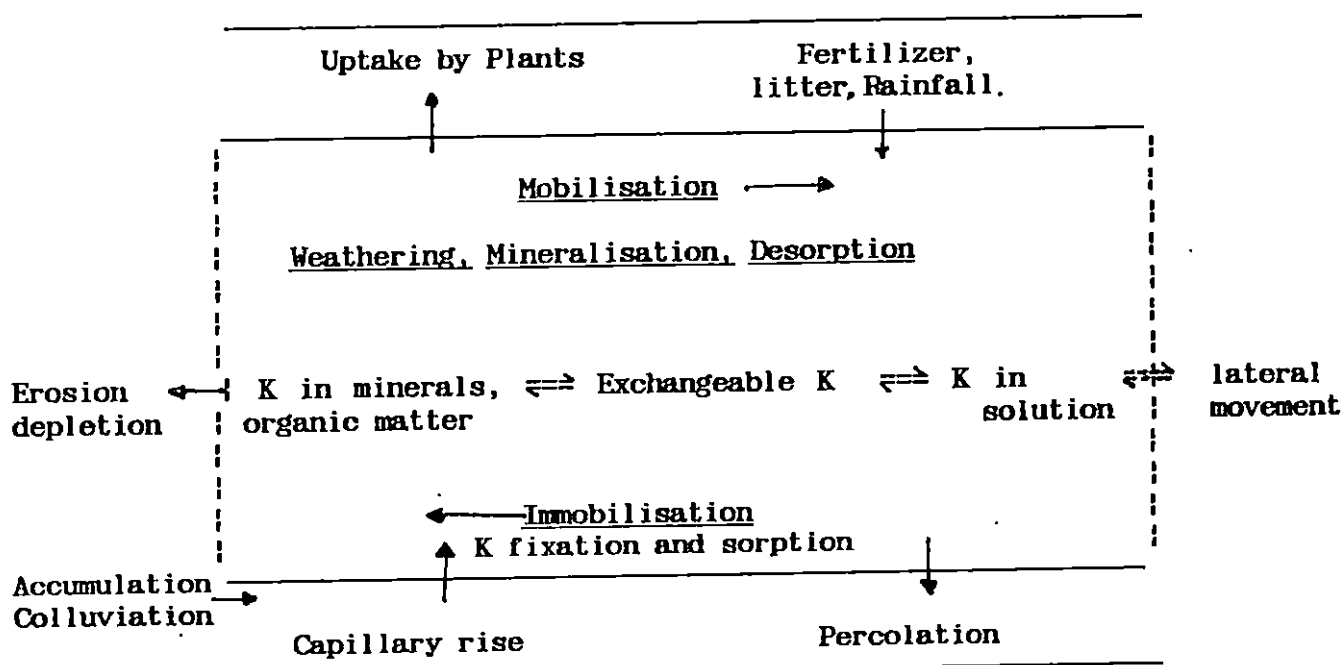 Uptake by Plants
Fertilizer,
litter, Rainfall.
Mobilisation
Weathering, Mineralisation, Desorption
Erosion
depletion
K in minerals,
organic matter
Exchangeable K
K in
solution
lateral
movement
Immobilisation
K fixation and sorption
Accumulation
Colluviation
Capillary rise
Percolation